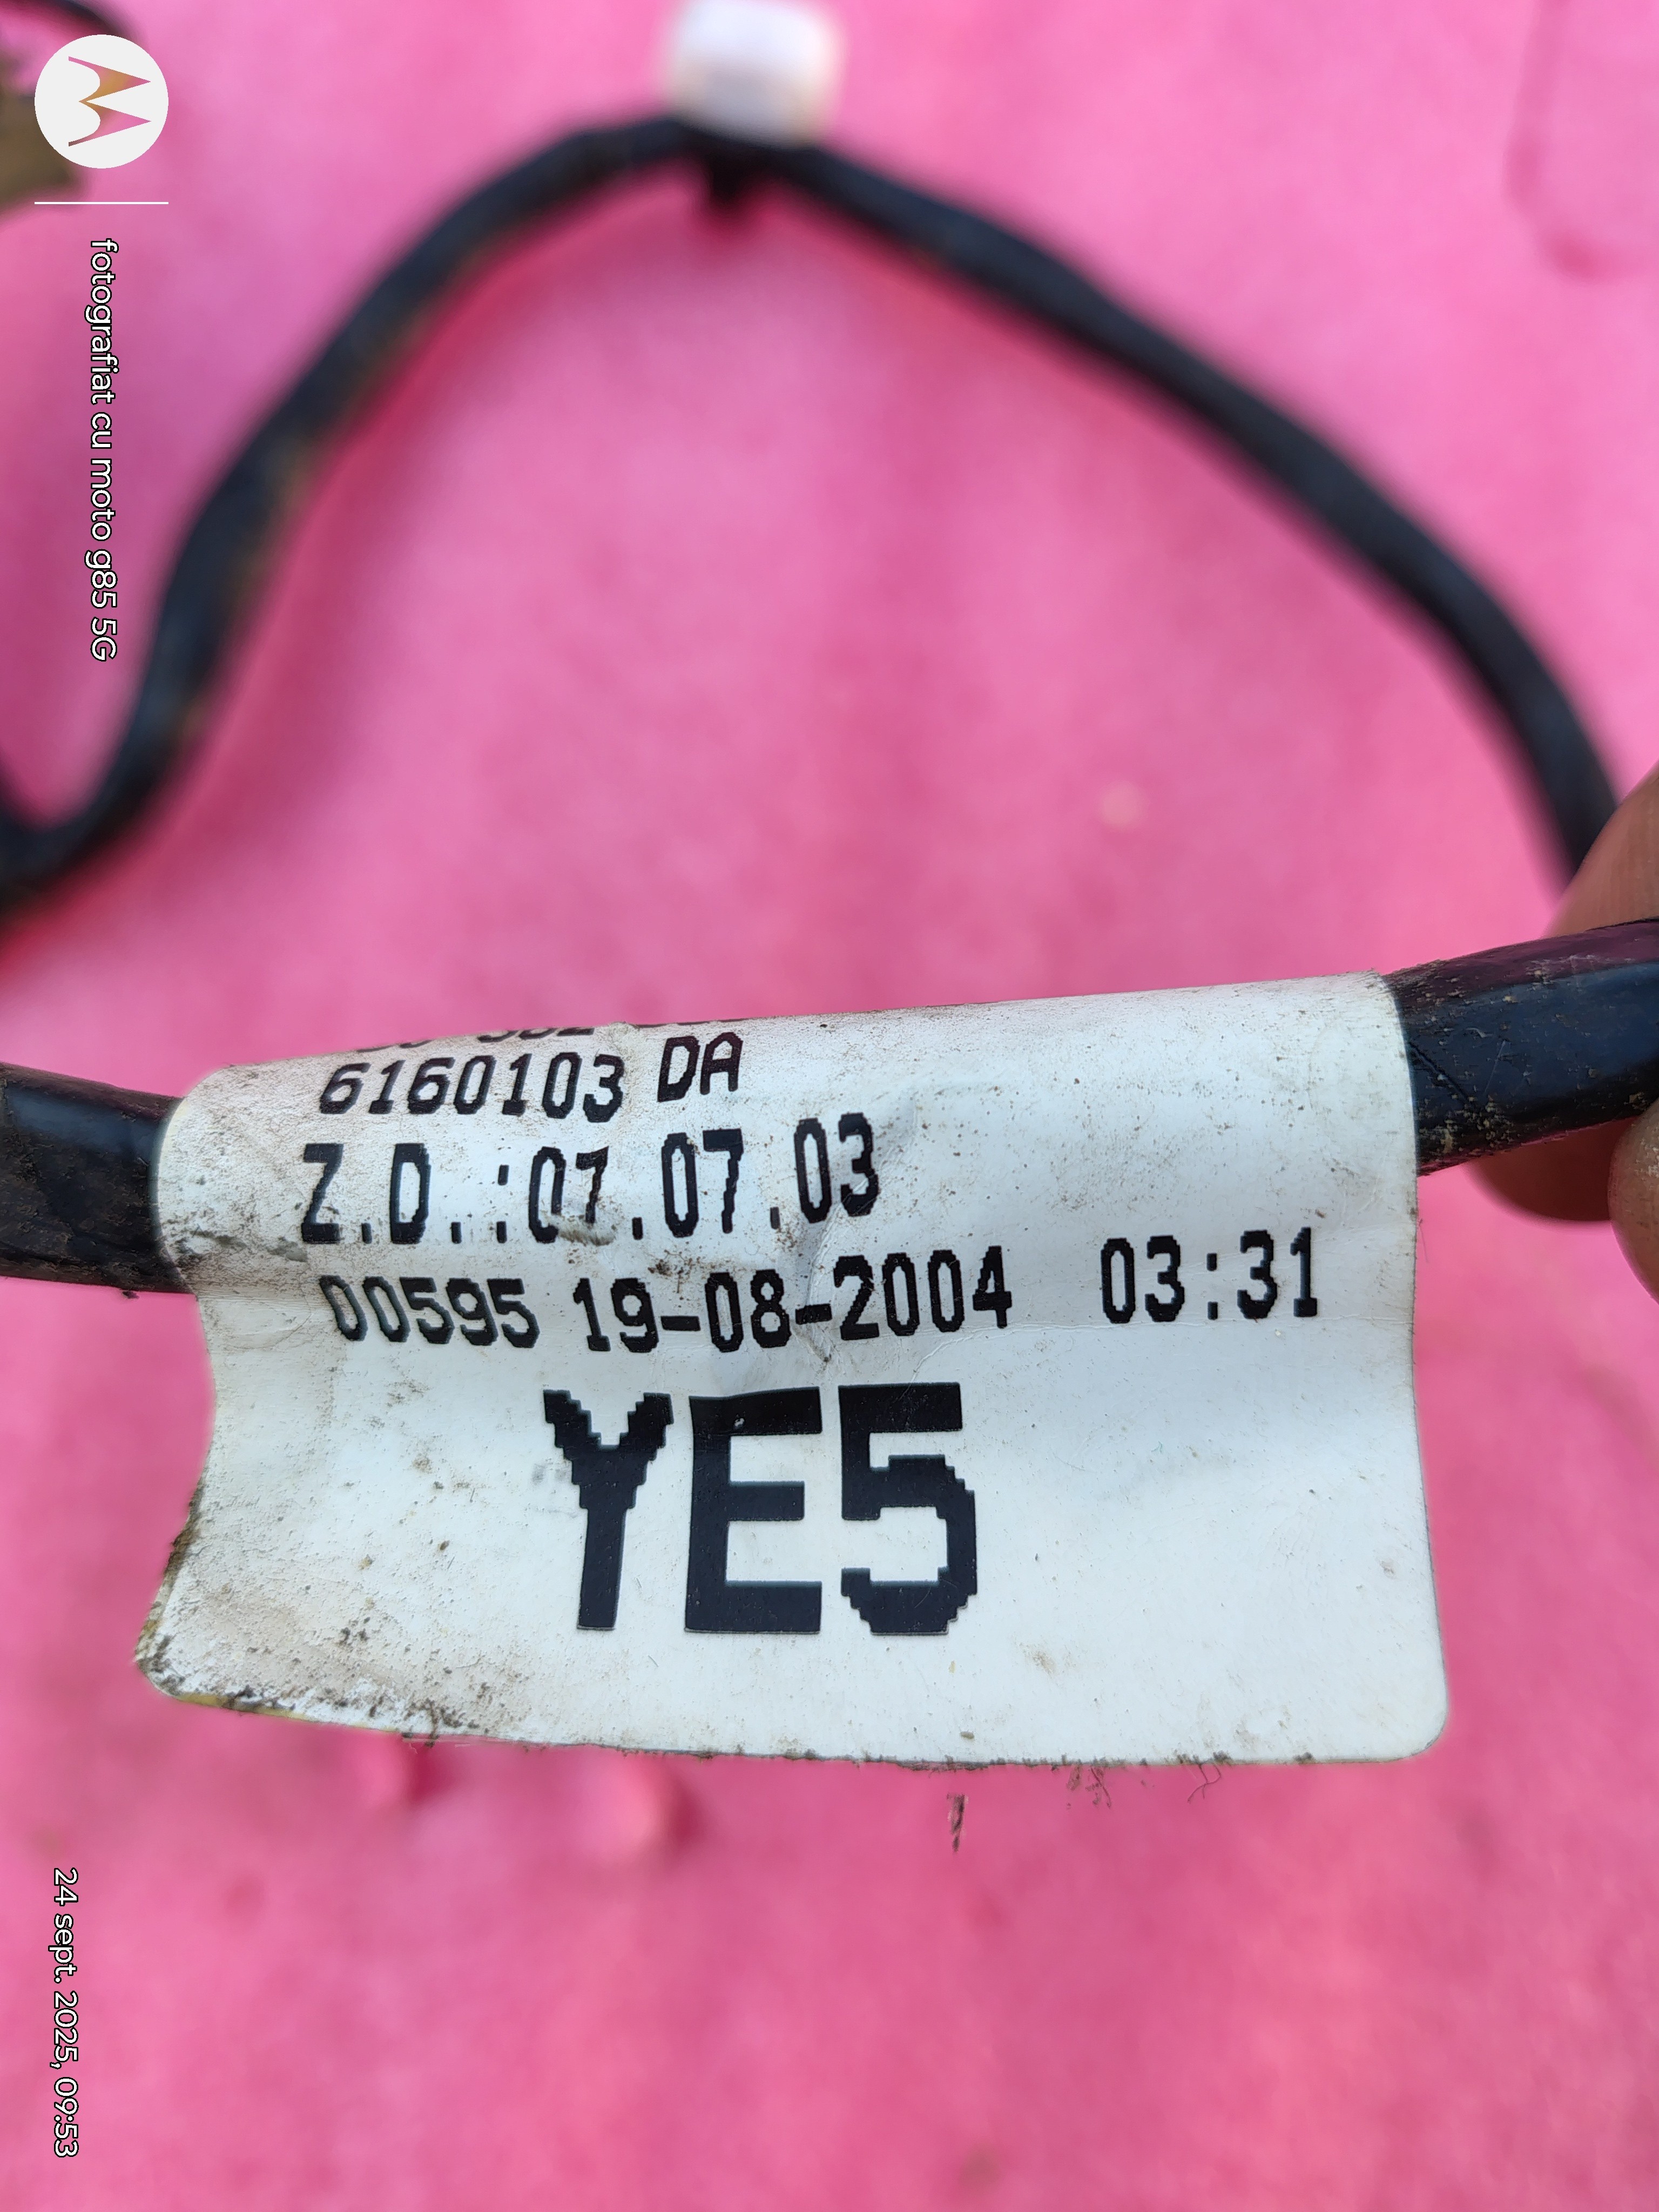 6160103 DA
Z.D.:07.07.03
00595 19-08-2004 03:31
YE5
fotografiat cu moto g85 5G
24 sept. 2025, 09:53